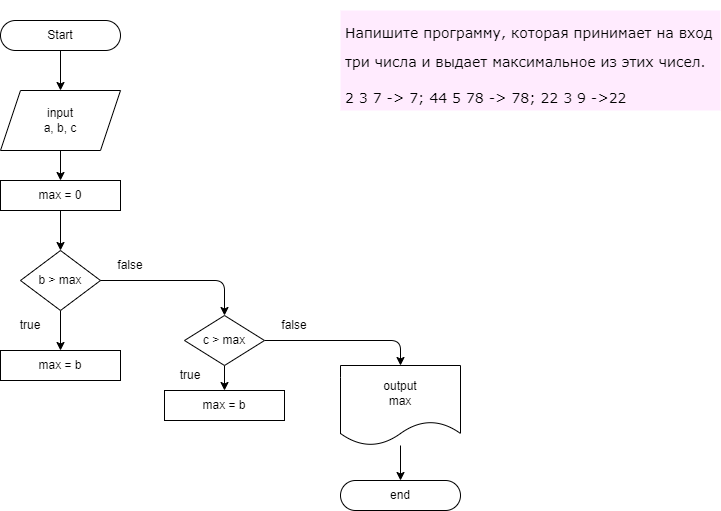 Start
Напишите программу, которая принимает на вход
три числа и выдает максимальное из этих чисел.
2 3 7 -> 7; 44 5 78 -> 78; 22 3 9 ->22
input
a, b, c
max = 0
false
b > max
true
false
c > max
max = b
true
output
max
max = b
end